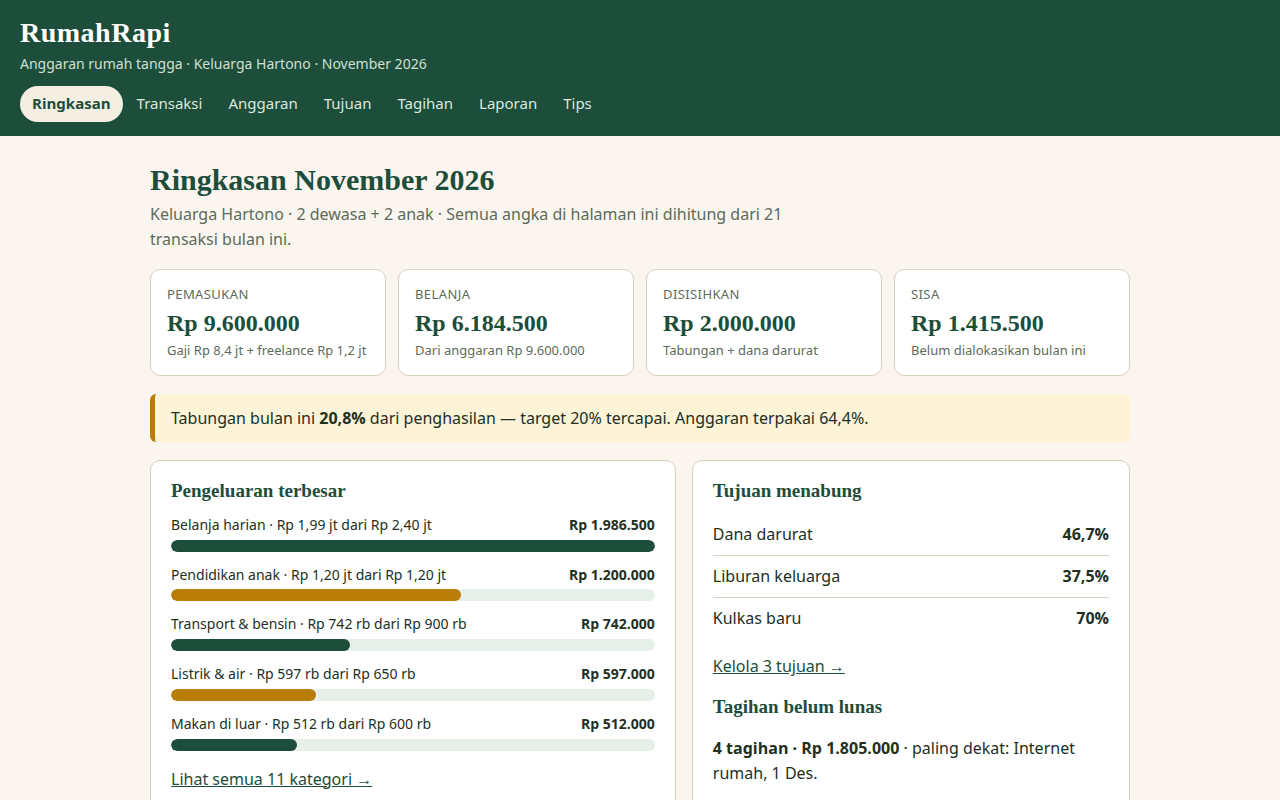 RumahRapi
Anggaran rumah tangga · Keluarga Hartono · November 2026
Ringkasan
Transaksi
Anggaran
Tujuan
Tagihan
Laporan
Tips
Ringkasan November 2026
Keluarga Hartono · 2 dewasa + 2 anak · Semua angka di halaman ini dihitung dari 21
transaksi bulan ini.
PEMASUKAN
Rp 9.600.000
Gaji Rp 8,4 jt + freelance Rp 1,2 jt
BELANJA
Rp 6.184.500
Dari anggaran Rp 9.600.000
DISISIHKAN
Rp 2.000.000
Tabungan + dana darurat
SISA
Rp 1.415.500
Belum dialokasikan bulan ini
Tabungan bulan ini 20,8% dari penghasilan — target 20% tercapai. Anggaran terpakai 64,4%.
Pengeluaran terbesar
Belanja harian · Rp 1,99 jt dari Rp 2,40 jt Rp 1.986.500
Pendidikan anak · Rp 1,20 jt dari Rp 1,20 jt Rp 1.200.000
Transport & bensin · Rp 742 rb dari Rp 900 rb Rp 742.000
Listrik & air · Rp 597 rb dari Rp 650 rb Rp 597.000
Makan di luar · Rp 512 rb dari Rp 600 rb Rp 512.000
Lihat semua 11 kategori →
Tujuan menabung
Dana darurat 46,7%
Liburan keluarga 37,5%
Kulkas baru 70%
Kelola 3 tujuan →
Tagihan belum lunas
4 tagihan · Rp 1.805.000 · paling dekat: Internet
rumah, 1 Des.